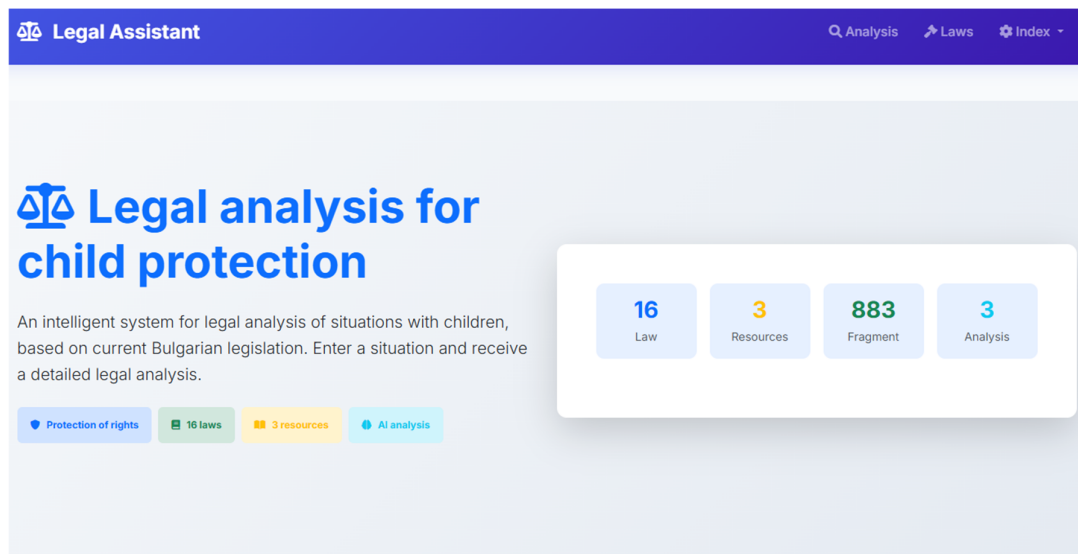 Legal Assistant
Analysis
Laws
Index
Legal analysis for
child protection
An intelligent system for legal analysis of situations with children,
based on current Bulgarian legislation. Enter a situation and receive
a detailed legal analysis.
Protection of rights
16 laws
3 resources
AI analysis
16
Law
3
Resources
883
Fragment
3
Analysis